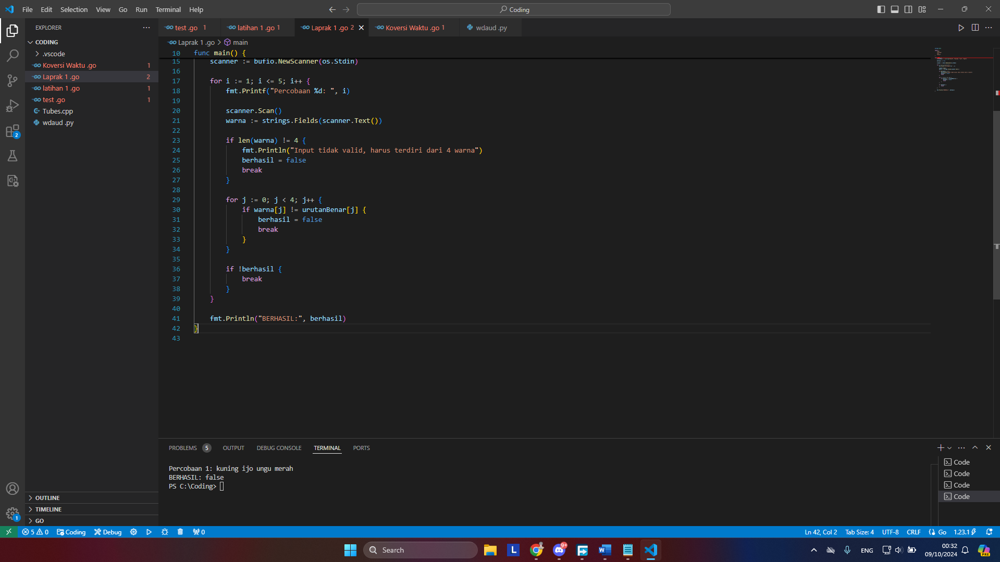 File Edit Selection View Go Run Terminal Help
Coding
EXPLORER
CODING
.vscode
Koversi Waktu .go 1
Laprak 1 .go 2
latihan 1 .go 1
test .go 1
Tubes.cpp
wdaud .py
OUTLINE
TIMELINE
GO
test .go 1 latihan 1 .go 1 Laprak 1 .go 2 Koversi Waktu .go 1 wdaud .py
Laprak 1 .go > main
10 func main() {
15 scanner := bufio.NewScanner(os.Stdin)
16
17 for i := 1; i <= 5; i++ {
18 fmt.Printf("Percobaan %d: ", i)
19
20 scanner.Scan()
21 warna := strings.Fields(scanner.Text())
22
23 if len(warna) != 4 {
24 fmt.Println("Input tidak valid, harus terdiri dari 4 warna")
25 berhasil = false
26 break
27 }
28
29 for j := 0; j < 4; j++ {
30 if warna[j] != urutanBenar[j] {
31 berhasil = false
32 break
33 }
34 }
35
36 if !berhasil {
37 break
38 }
39 }
40
41 fmt.Println("BERHASIL:", berhasil)
42 }
43
PROBLEMS 5 OUTPUT DEBUG CONSOLE TERMINAL PORTS
Percobaan 1: kuning ijo ungu merah
BERHASIL: false
PS C:\Coding>
Code
Code
Code
Code
2
1
5 0 Coding Debug 0
Ln 42, Col 2 Tab Size: 4 UTF-8 CRLF Go 1.23.1
Search
L
9+
W
ENG
00:32
09/10/2024
PRE